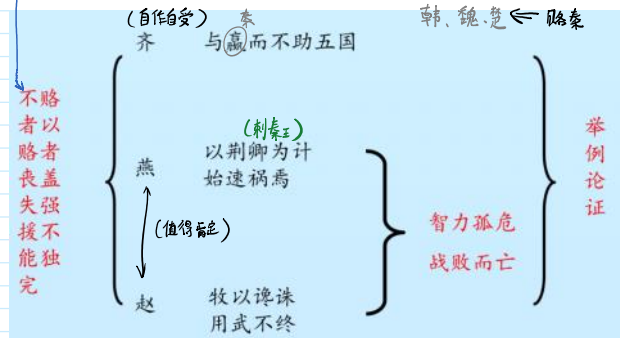 (自作自受) 秦 韩、魏、楚 ← 赂秦
齐 与嬴而不助五国
不赂者以赂者丧
盖失强援不能独完
(刺秦王)
燕 以荆卿为计
始速祸焉
(值得肯定)
赵 牧以谗诛
用武不终
智力孤危
战败而亡
举例论证